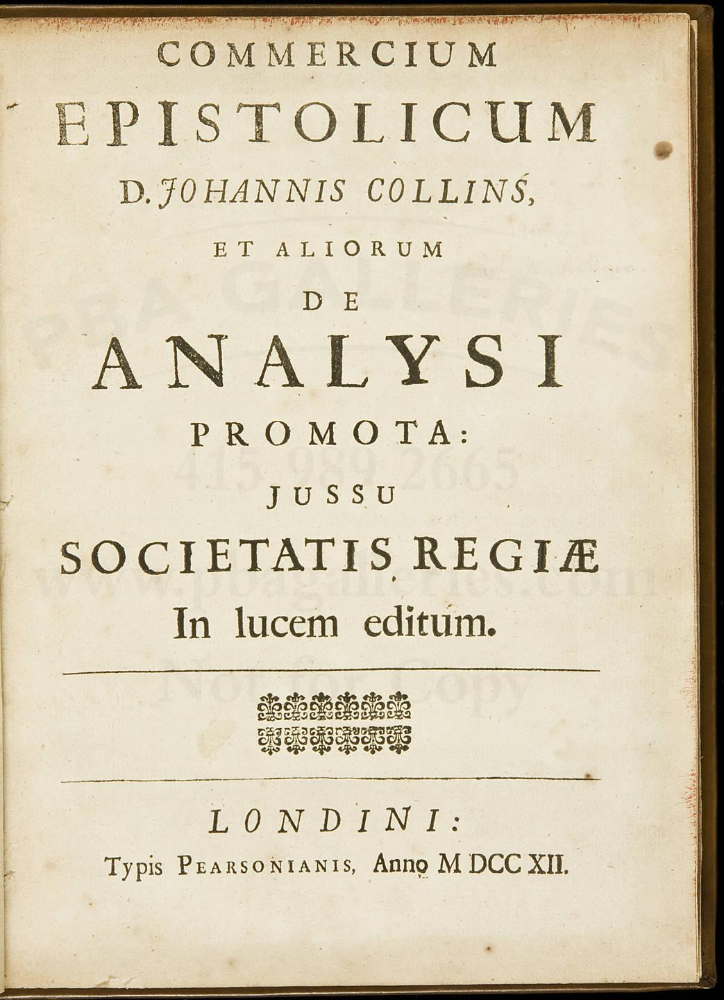 COMMERCIUM
EPISTOLICUM
D. JOHANNIS COLLINS,
ET ALIORUM
DE
ANALYSI
PROMOTA:
JUSSU
SOCIETATIS REGIÆ
In lucem editum.
LONDINI:
Typis PEARSONIANIS, Anno M DCC XII.
PBA GALLERIES
415 989 2665
www.pbagalleries.com
Not for Copy